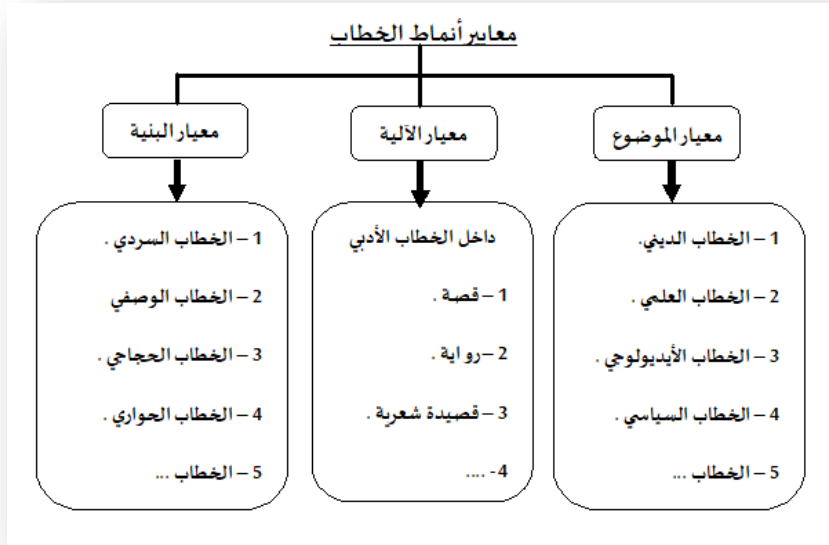 معايير أنماط الخطاب
معيار الموضوع
معيار الآلية
معيار البنية
1 – الخطاب الديني.
2 – الخطاب العلمي .
3 – الخطاب الأيديولوجي .
4 – الخطاب السياسي .
5 – الخطاب ...
داخل الخطاب الأدبي
1 – قصة .
2 –رواية .
3 – قصيدة شعرية .
4- ....
1 – الخطاب السردي .
2 – الخطاب الوصفي
3 – الخطاب الحجاجي .
4 – الخطاب الحواري .
5 – الخطاب ...